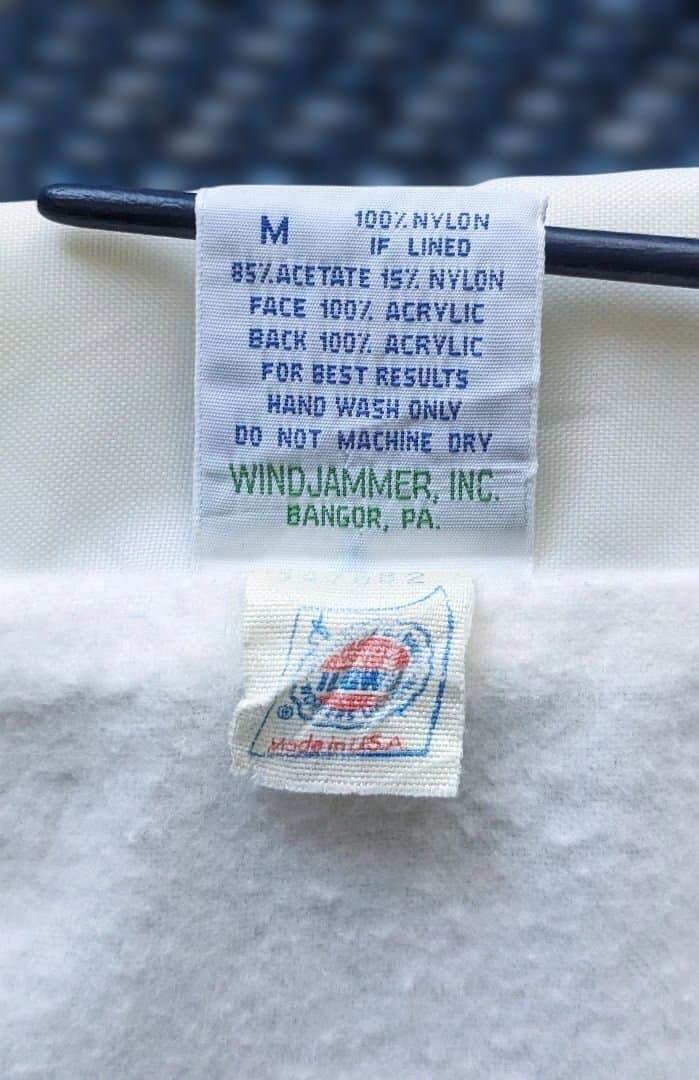 M
100% NYLON
IF LINED
85% ACETATE 15% NYLON
FACE 100% ACRYLIC
BACK 100% ACRYLIC
FOR BEST RESULTS
HAND WASH ONLY
DO NOT MACHINE DRY
WINDJAMMER, INC.
BANGOR, PA.
®
Made in USA